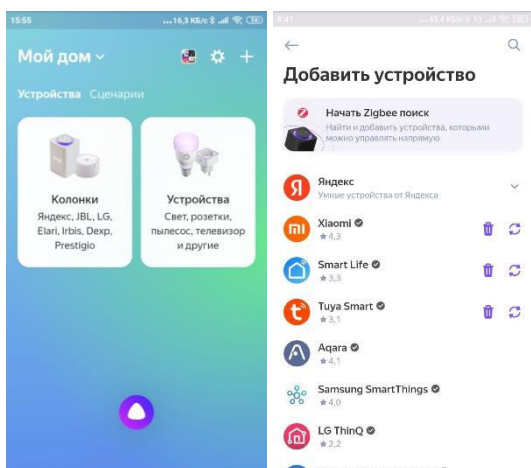 15:55
...16,3 КБ/с
Мой дом
Устройства Сценарии
Колонки
Яндекс, JBL, LG,
Elari, Irbis, Dexp,
Prestigio
Устройства
Свет, розетки,
пылесос, телевизор
и другие
Добавить устройство
Начать Zigbee поиск
Найти и добавить устройства, которыми
можно управлять напрямую
Яндекс
Умные устройства от Яндекса
Xiaomi
★ 4,3
Smart Life
★ 3,3
Tuya Smart
★ 3,1
Aqara
★ 4,1
Samsung SmartThings
★ 4,0
LG ThinQ
★ 2,2